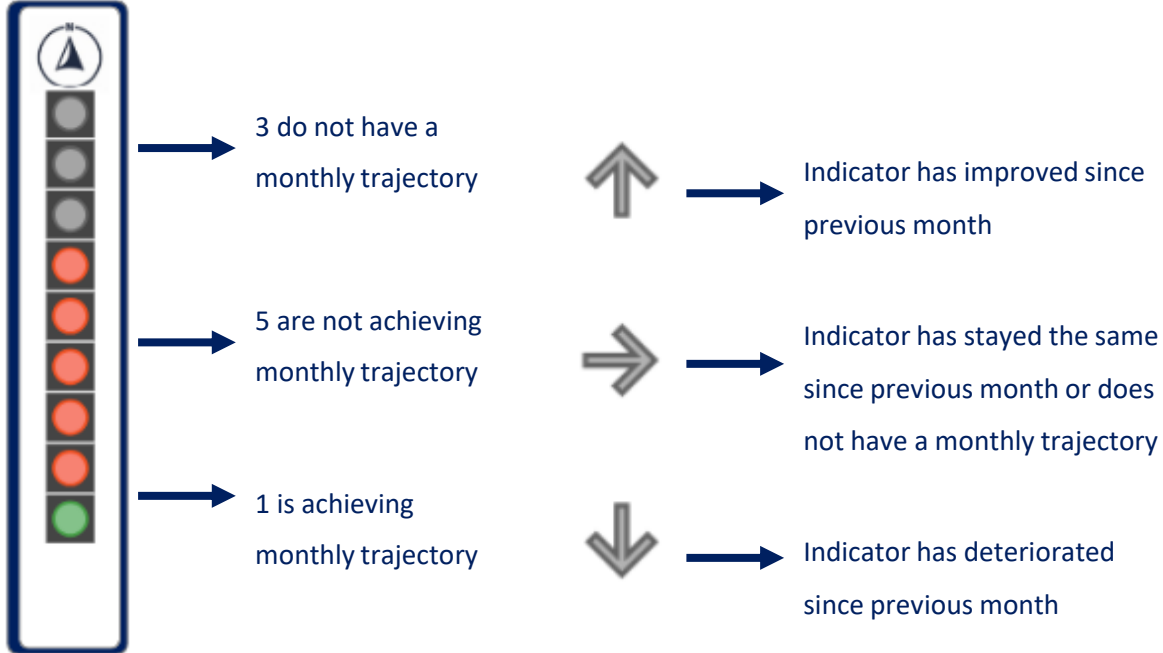 N
3 do not have a
monthly trajectory
5 are not achieving
monthly trajectory
1 is achieving
monthly trajectory
Indicator has improved since
previous month
Indicator has stayed the same
since previous month or does
not have a monthly trajectory
Indicator has deteriorated
since previous month